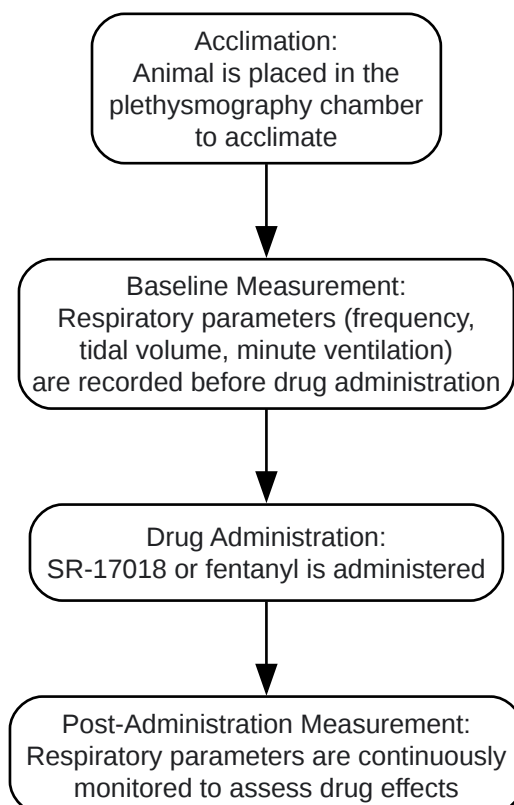 Acclimation:
Animal is placed in the
plethysmography chamber
to acclimate
Baseline Measurement:
Respiratory parameters (frequency,
tidal volume, minute ventilation)
are recorded before drug administration
Drug Administration:
SR-17018 or fentanyl is administered
Post-Administration Measurement:
Respiratory parameters are continuously
monitored to assess drug effects